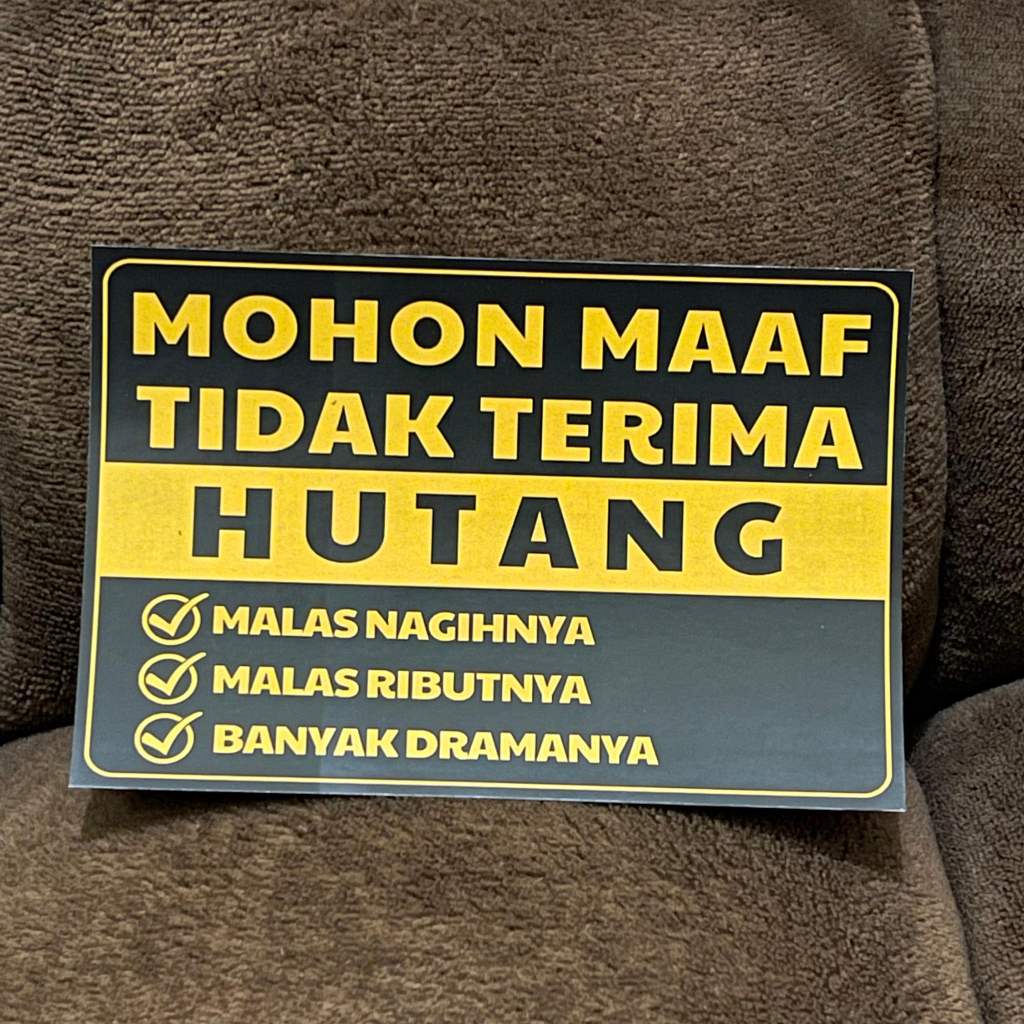 MOHON MAAF
TIDAK TERIMA
HUTANG
MALAS NAGIHNYA
MALAS RIBUTNYA
BANYAK DRAMANYA